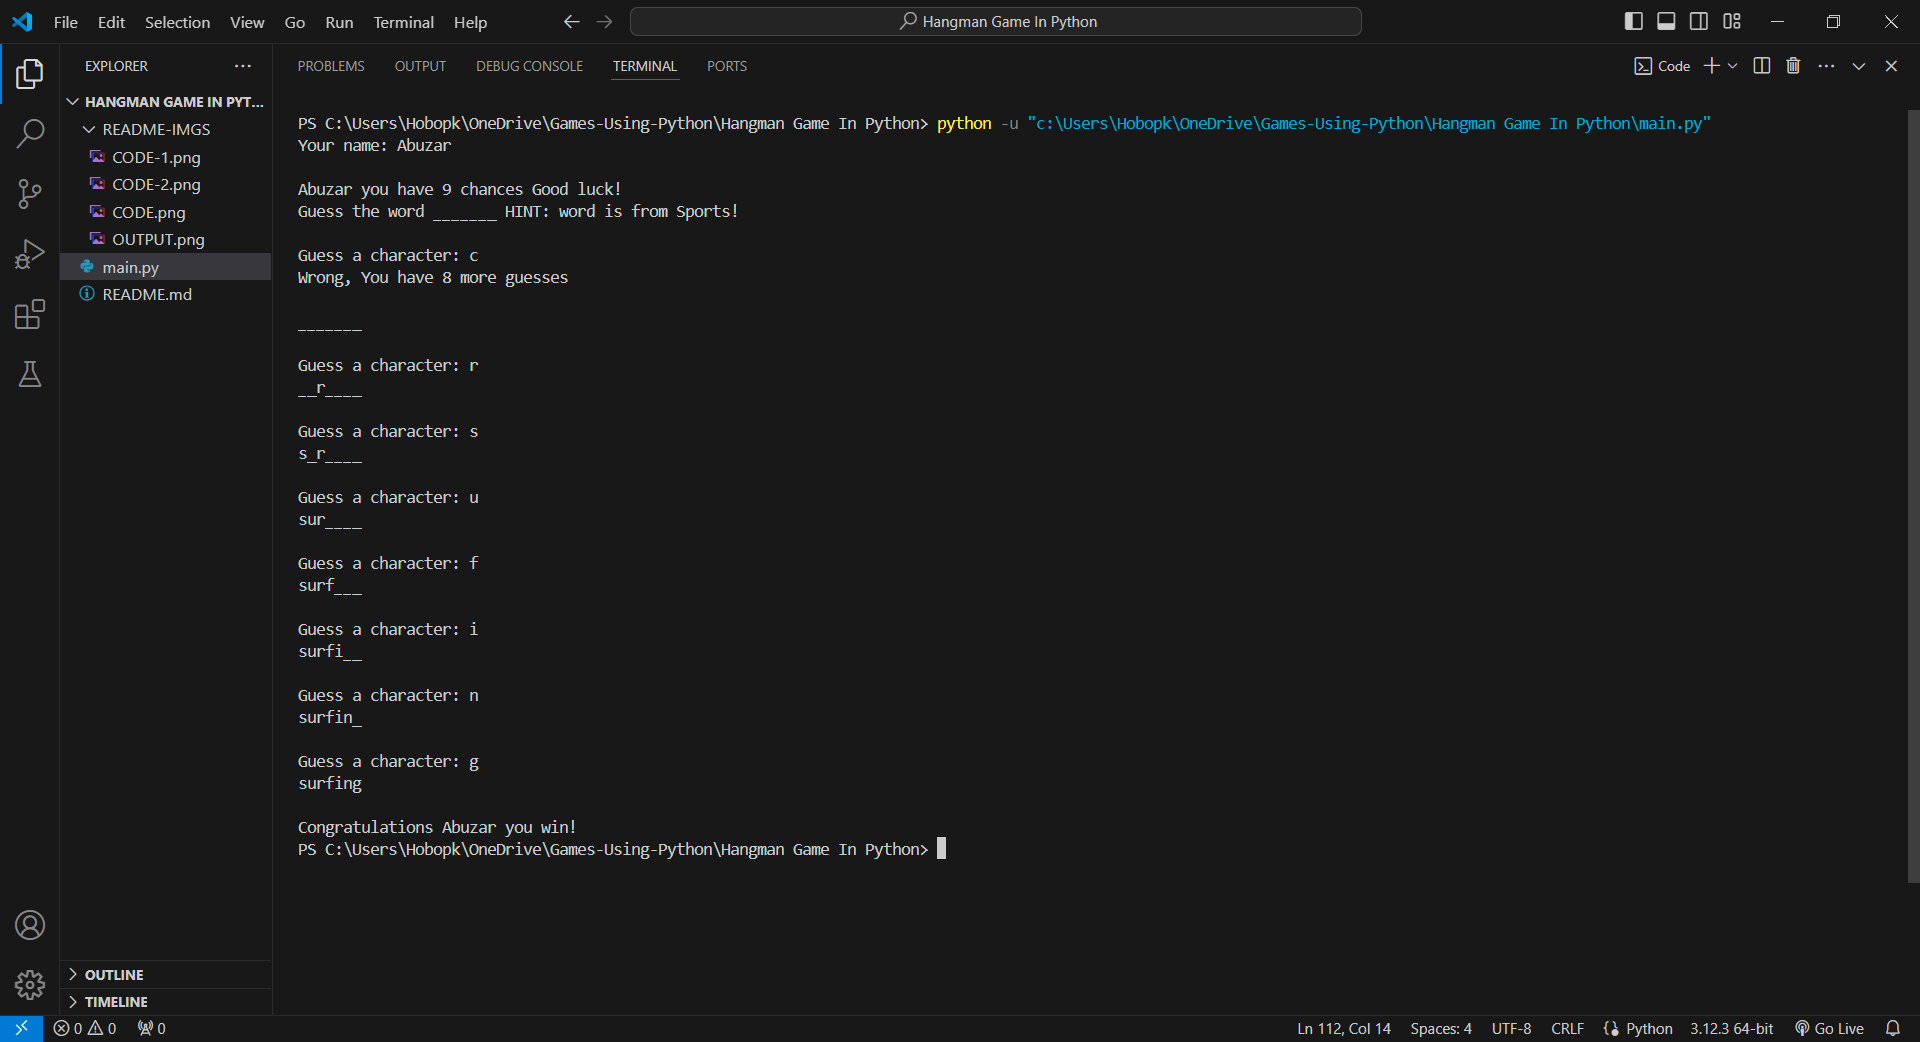 File Edit Selection View Go Run Terminal Help
Hangman Game In Python
EXPLORER
HANGMAN GAME IN PYT...
README-IMGS
CODE-1.png
CODE-2.png
CODE.png
OUTPUT.png
main.py
README.md
OUTLINE
TIMELINE
PROBLEMS OUTPUT DEBUG CONSOLE TERMINAL PORTS
Code
PS C:\Users\Hobopk\OneDrive\Games-Using-Python\Hangman Game In Python> python -u "c:\Users\Hobopk\OneDrive\Games-Using-Python\Hangman Game In Python\main.py"
Your name: Abuzar
Abuzar you have 9 chances Good luck!
Guess the word _______ HINT: word is from Sports!
Guess a character: c
Wrong, You have 8 more guesses
_______
Guess a character: r
__r____
Guess a character: s
s_r____
Guess a character: u
sur____
Guess a character: f
surf___
Guess a character: i
surfi__
Guess a character: n
surfin_
Guess a character: g
surfing
Congratulations Abuzar you win!
PS C:\Users\Hobopk\OneDrive\Games-Using-Python\Hangman Game In Python>
0 0 0
Ln 112, Col 14 Spaces: 4 UTF-8 CRLF Python 3.12.3 64-bit Go Live